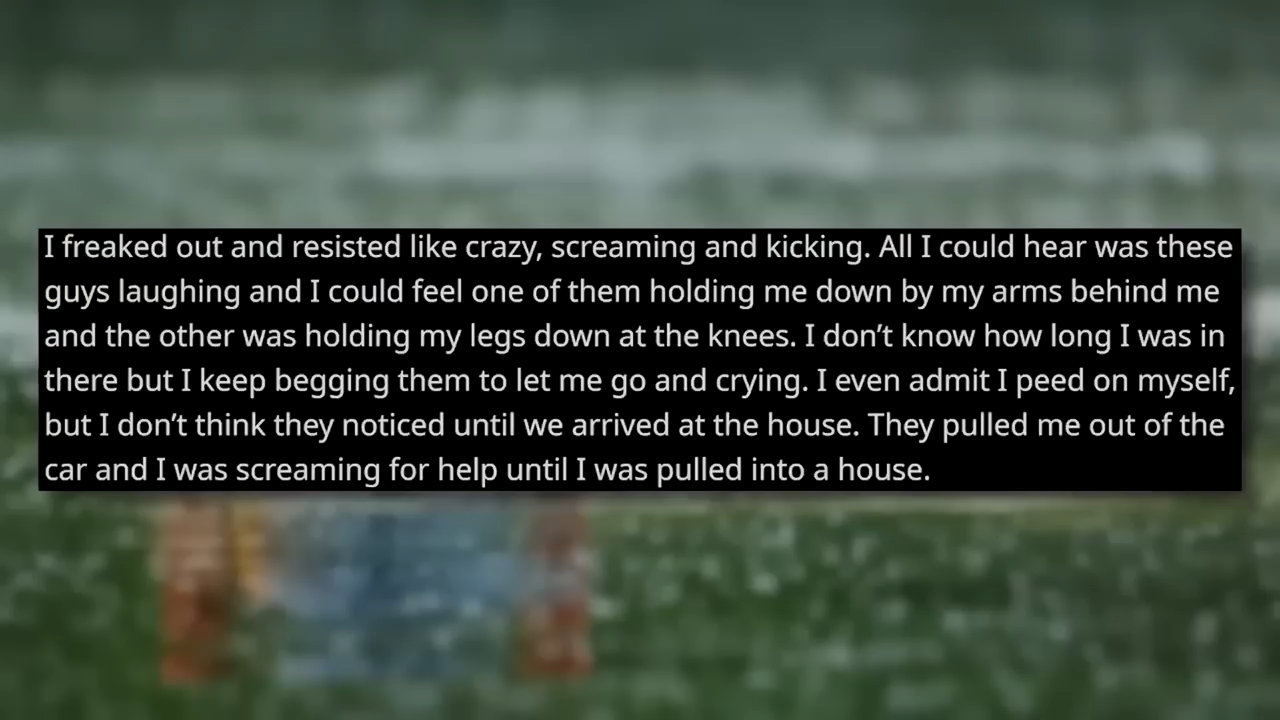 I freaked out and resisted like crazy, screaming and kicking. All I could hear was these
guys laughing and I could feel one of them holding me down by my arms behind me
and the other was holding my legs down at the knees. I don’t know how long I was in
there but I keep begging them to let me go and crying. I even admit I peed on myself,
but I don’t think they noticed until we arrived at the house. They pulled me out of the
car and I was screaming for help until I was pulled into a house.